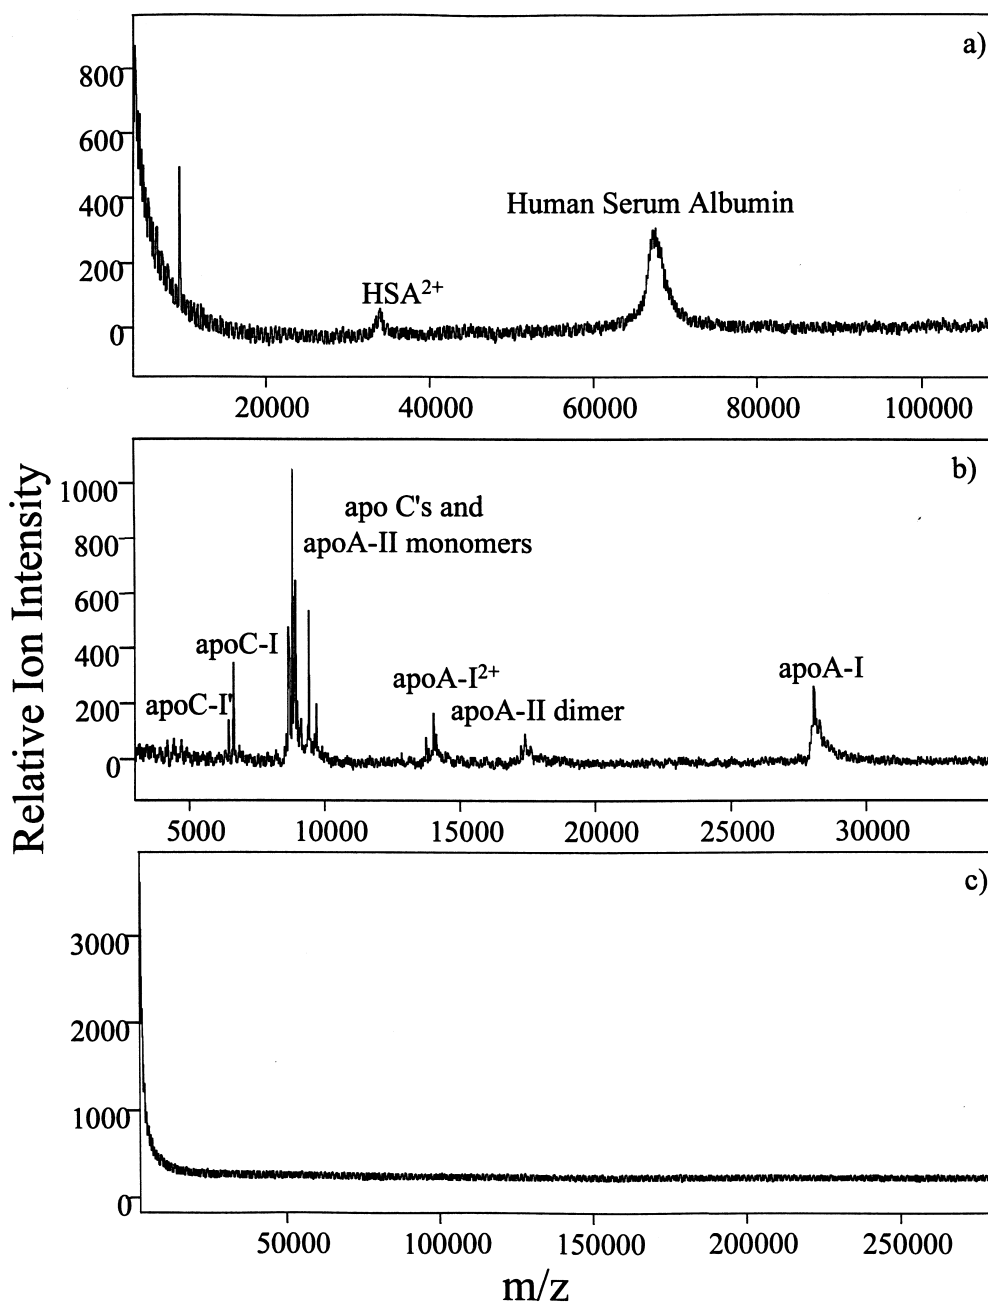 a)
800
600
400
200
0
Human Serum Albumin
HSA2+
20000 40000 60000 80000 100000
Relative Ion Intensity
b)
1000
800
600
400
200
0
apo C's and
apoA-II monomers
apoC-I
apoC-I'
apoA-I2+
apoA-II dimer
apoA-I
5000 10000 15000 20000 25000 30000
c)
3000
2000
1000
0
50000 100000 150000 200000 250000
m/z